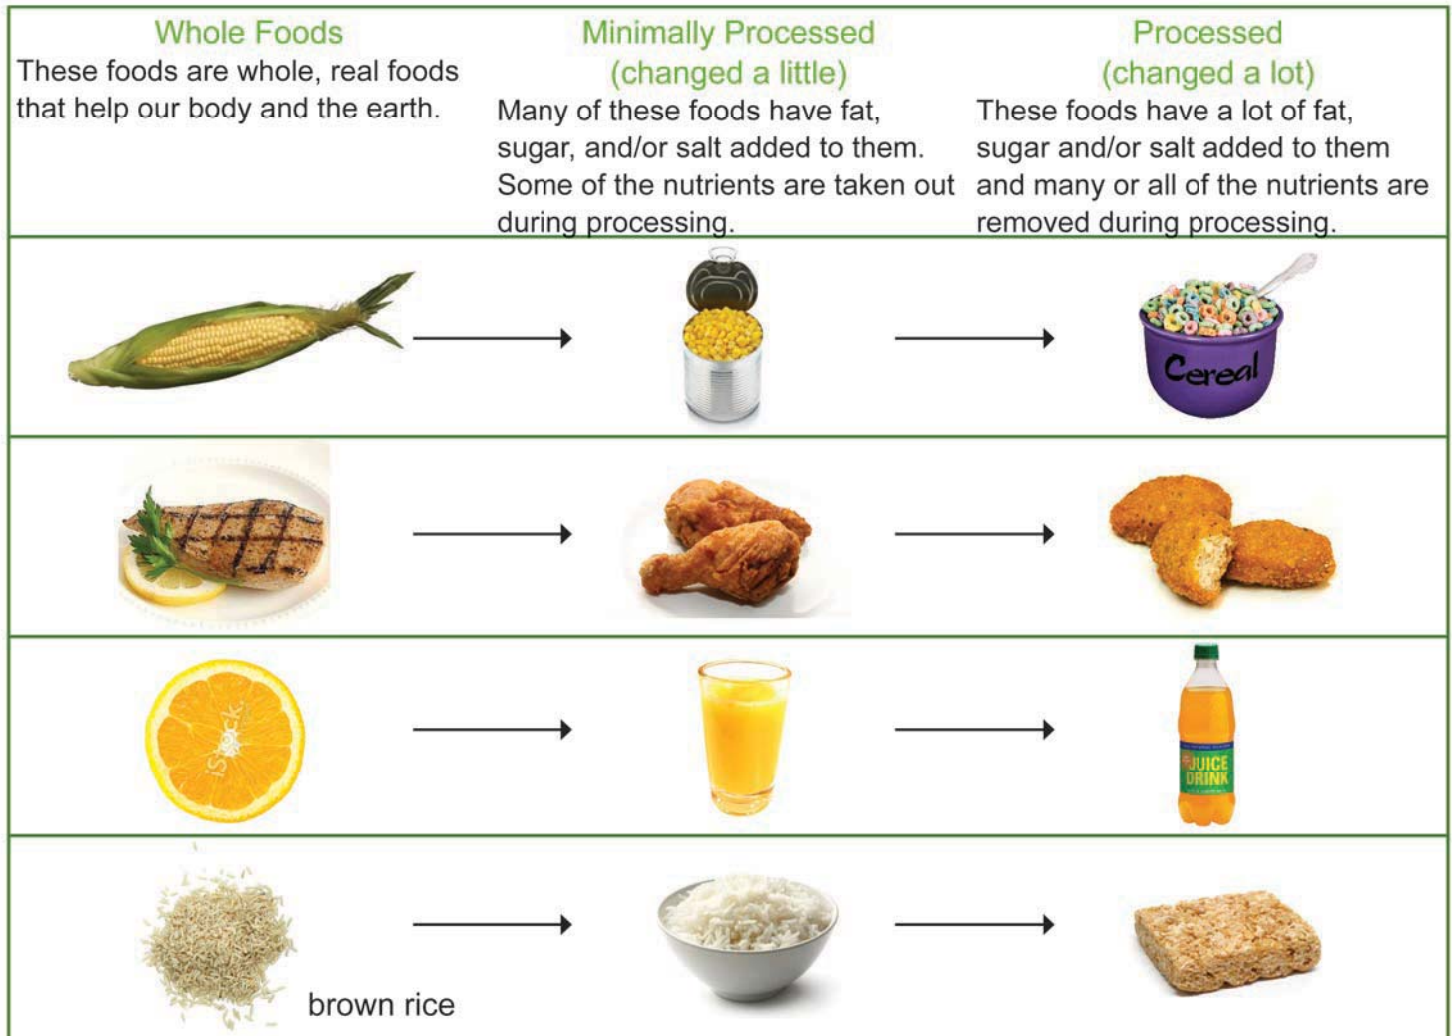 Whole Foods
These foods are whole, real foods
that help our body and the earth.
Minimally Processed
(changed a little)
Many of these foods have fat,
sugar, and/or salt added to them.
Some of the nutrients are taken out
during processing.
Processed
(changed a lot)
These foods have a lot of fat,
sugar and/or salt added to them
and many or all of the nutrients are
removed during processing.
Cereal
iStock.
JUICE
DRINK
brown rice